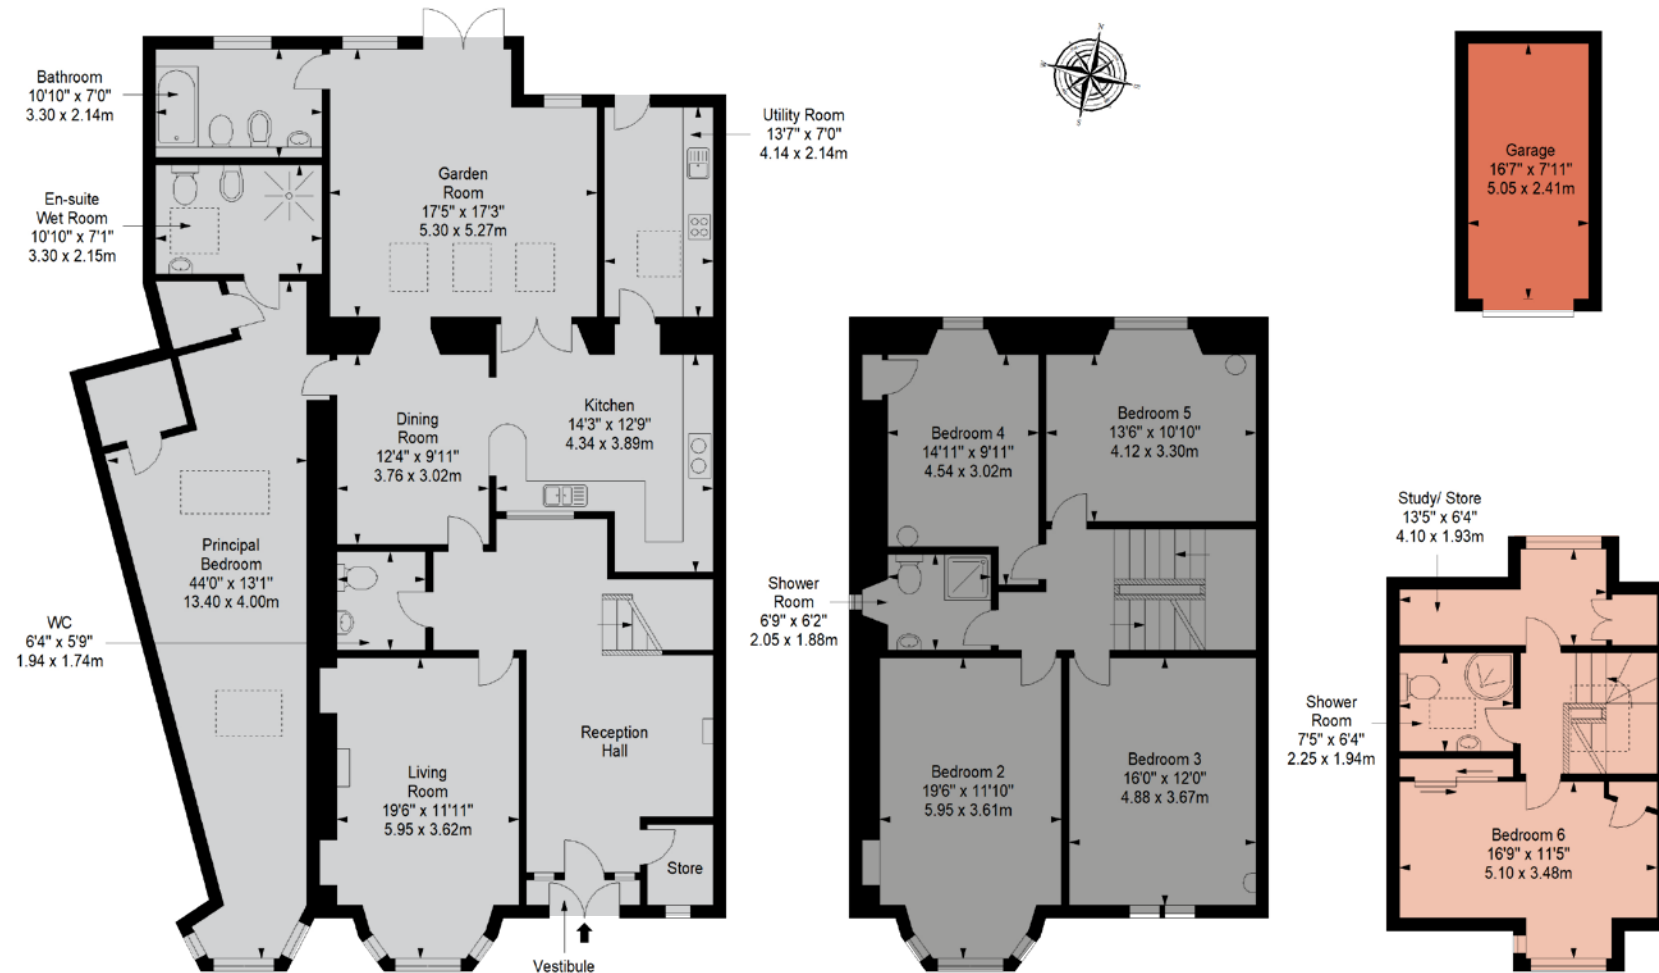 Bathroom
10'10" x 7'0"
3.30 x 2.14m
En-suite
Wet Room
10'10" x 7'1"
3.30 x 2.15m
Garden
Room
17'5" x 17'3"
5.30 x 5.27m
Utility Room
13'7" x 7'0"
4.14 x 2.14m
Dining
Room
12'4" x 9'11"
3.76 x 3.02m
Kitchen
14'3" x 12'9"
4.34 x 3.89m
Principal
Bedroom
44'0" x 13'1"
13.40 x 4.00m
WC
6'4" x 5'9"
1.94 x 1.74m
Living
Room
19'6" x 11'11"
5.95 x 3.62m
Reception
Hall
Store
Vestibule
N
S
Bedroom 4
14'11" x 9'11"
4.54 x 3.02m
Bedroom 5
13'6" x 10'10"
4.12 x 3.30m
Shower
Room
6'9" x 6'2"
2.05 x 1.88m
Bedroom 2
19'6" x 11'10"
5.95 x 3.61m
Bedroom 3
16'0" x 12'0"
4.88 x 3.67m
Garage
16'7" x 7'11"
5.05 x 2.41m
Study/ Store
13'5" x 6'4"
4.10 x 1.93m
Shower
Room
7'5" x 6'4"
2.25 x 1.94m
Bedroom 6
16'9" x 11'5"
5.10 x 3.48m